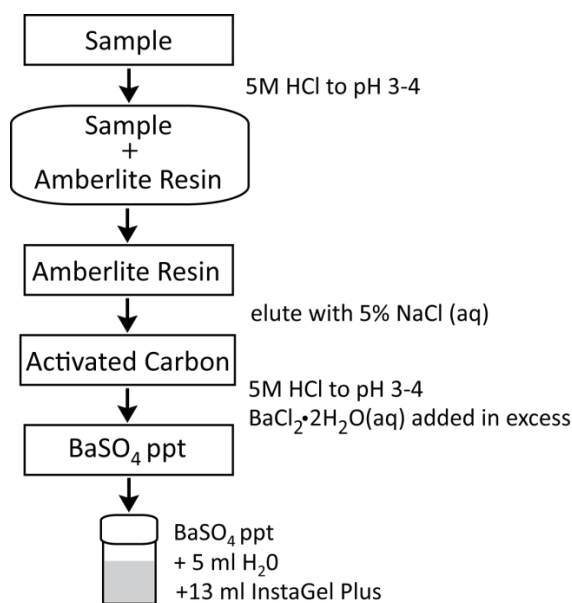 Sample
5M HCl to pH 3-4
Sample
+
Amberlite Resin
Amberlite Resin
elute with 5% NaCl (aq)
Activated Carbon
5M HCl to pH 3-4
BaCl₂•2H₂O(aq) added in excess
BaSO₄ ppt
BaSO₄ ppt
+ 5 ml H₂0
+13 ml InstaGel Plus